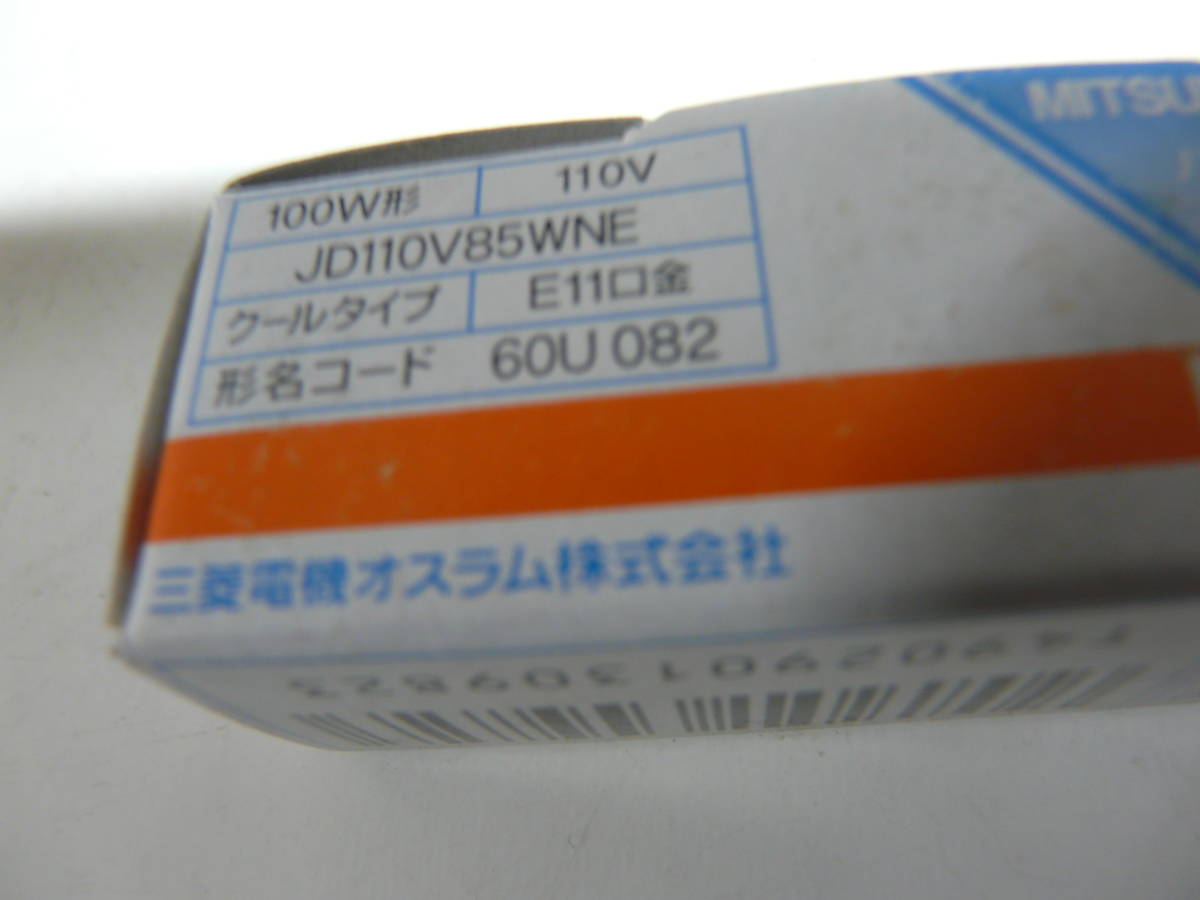 MITSU
100W形 110V
JD110V85WNE
クールタイプ E11口金
形名コード 60U 082
三菱電機オスラム株式会社
T4902901309823